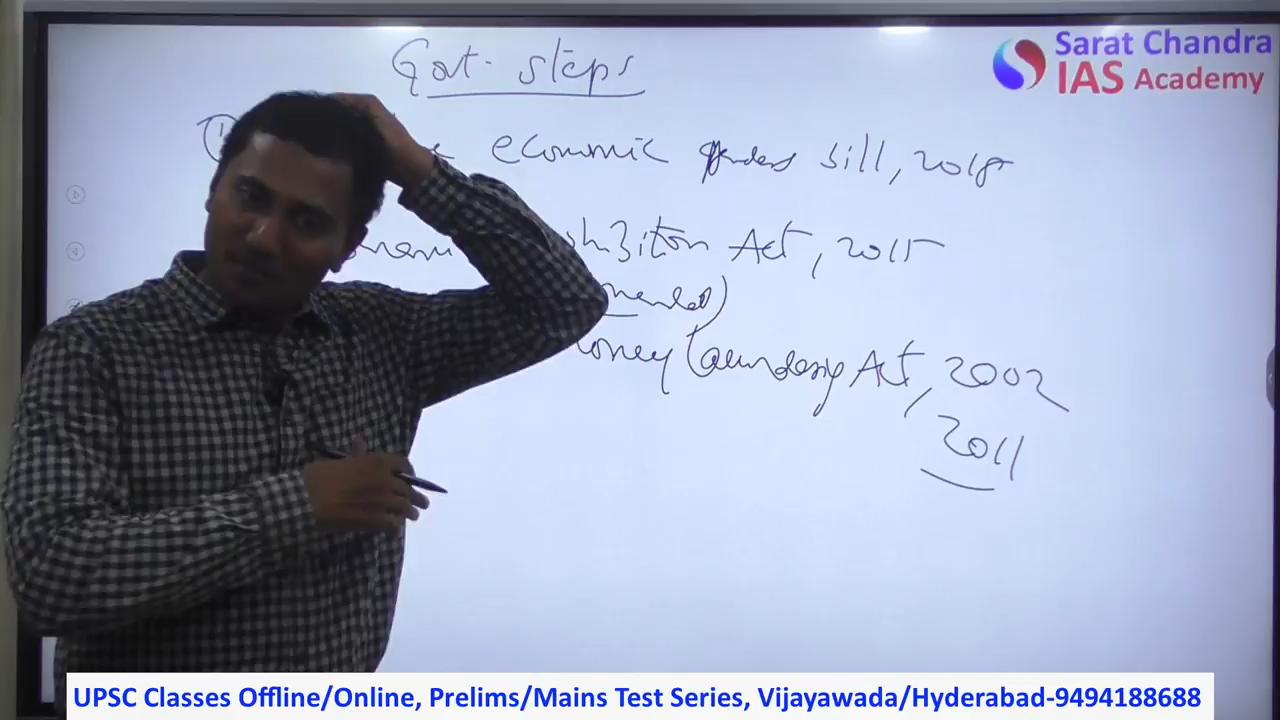 Govt. steps
Sarat Chandra
IAS Academy
① economic offenders bill, 2018
Act, 2015
money laundering Act, 2002
2011
UPSC Classes Offline/Online, Prelims/Mains Test Series, Vijayawada/Hyderabad-9494188688